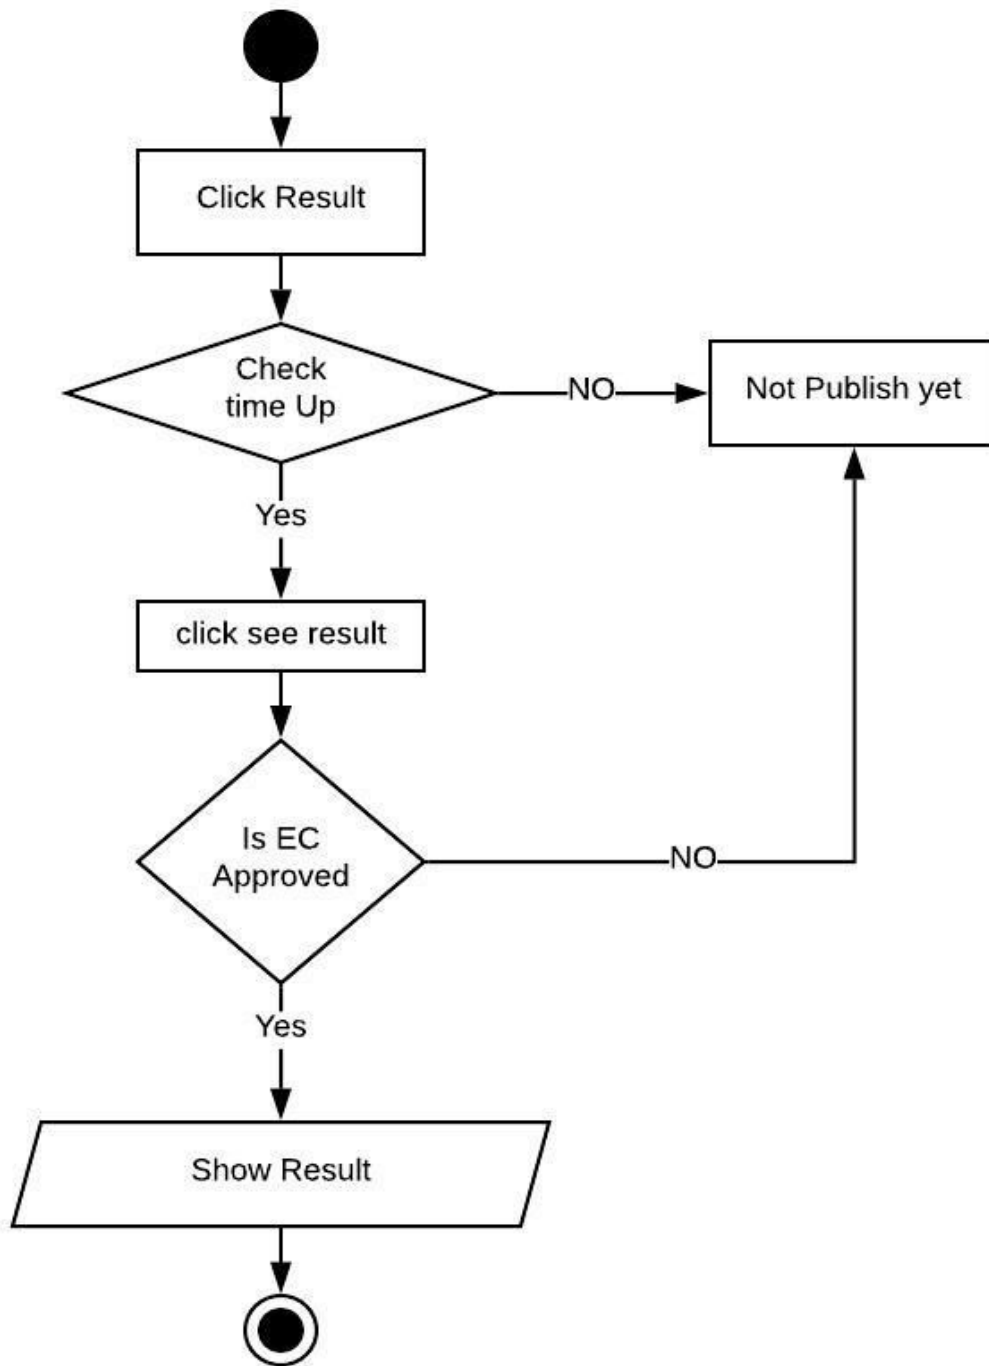 Click Result
Check
time Up
NO
Not Publish yet
Yes
click see result
Is EC
Approved
NO
Yes
Show Result